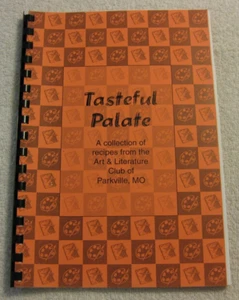 Tasteful
Palate
A collection of
recipes from the
Art & Literature
Club of
Parkville, MO